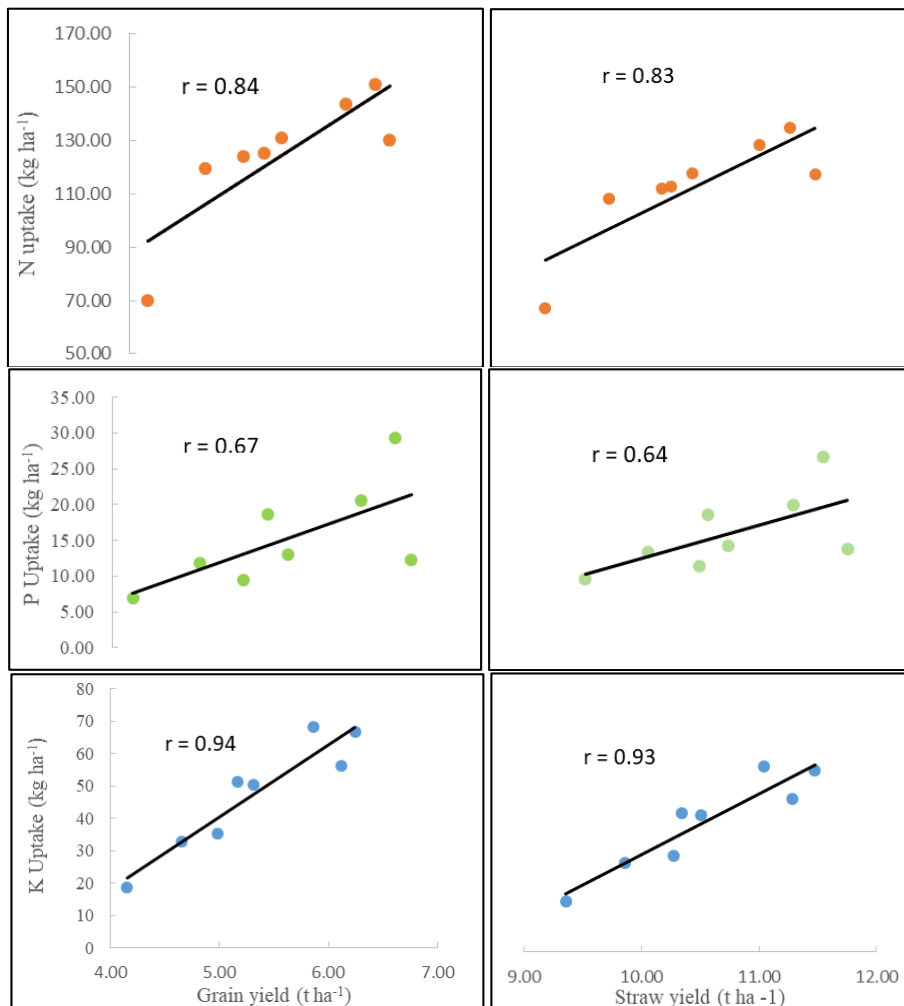 170.00
150.00
130.00
110.00
90.00
70.00
50.00
N uptake (kg ha⁻¹)
r = 0.84
r = 0.83
35.00
30.00
25.00
20.00
15.00
10.00
5.00
0.00
P Uptake (kg ha⁻¹)
r = 0.67
r = 0.64
80
70
60
50
40
30
20
10
0
K Uptake (kg ha⁻¹)
r = 0.94
4.00 5.00 6.00 7.00
Grain yield (t ha⁻¹)
r = 0.93
9.00 10.00 11.00 12.00
Straw yield (t ha -1)